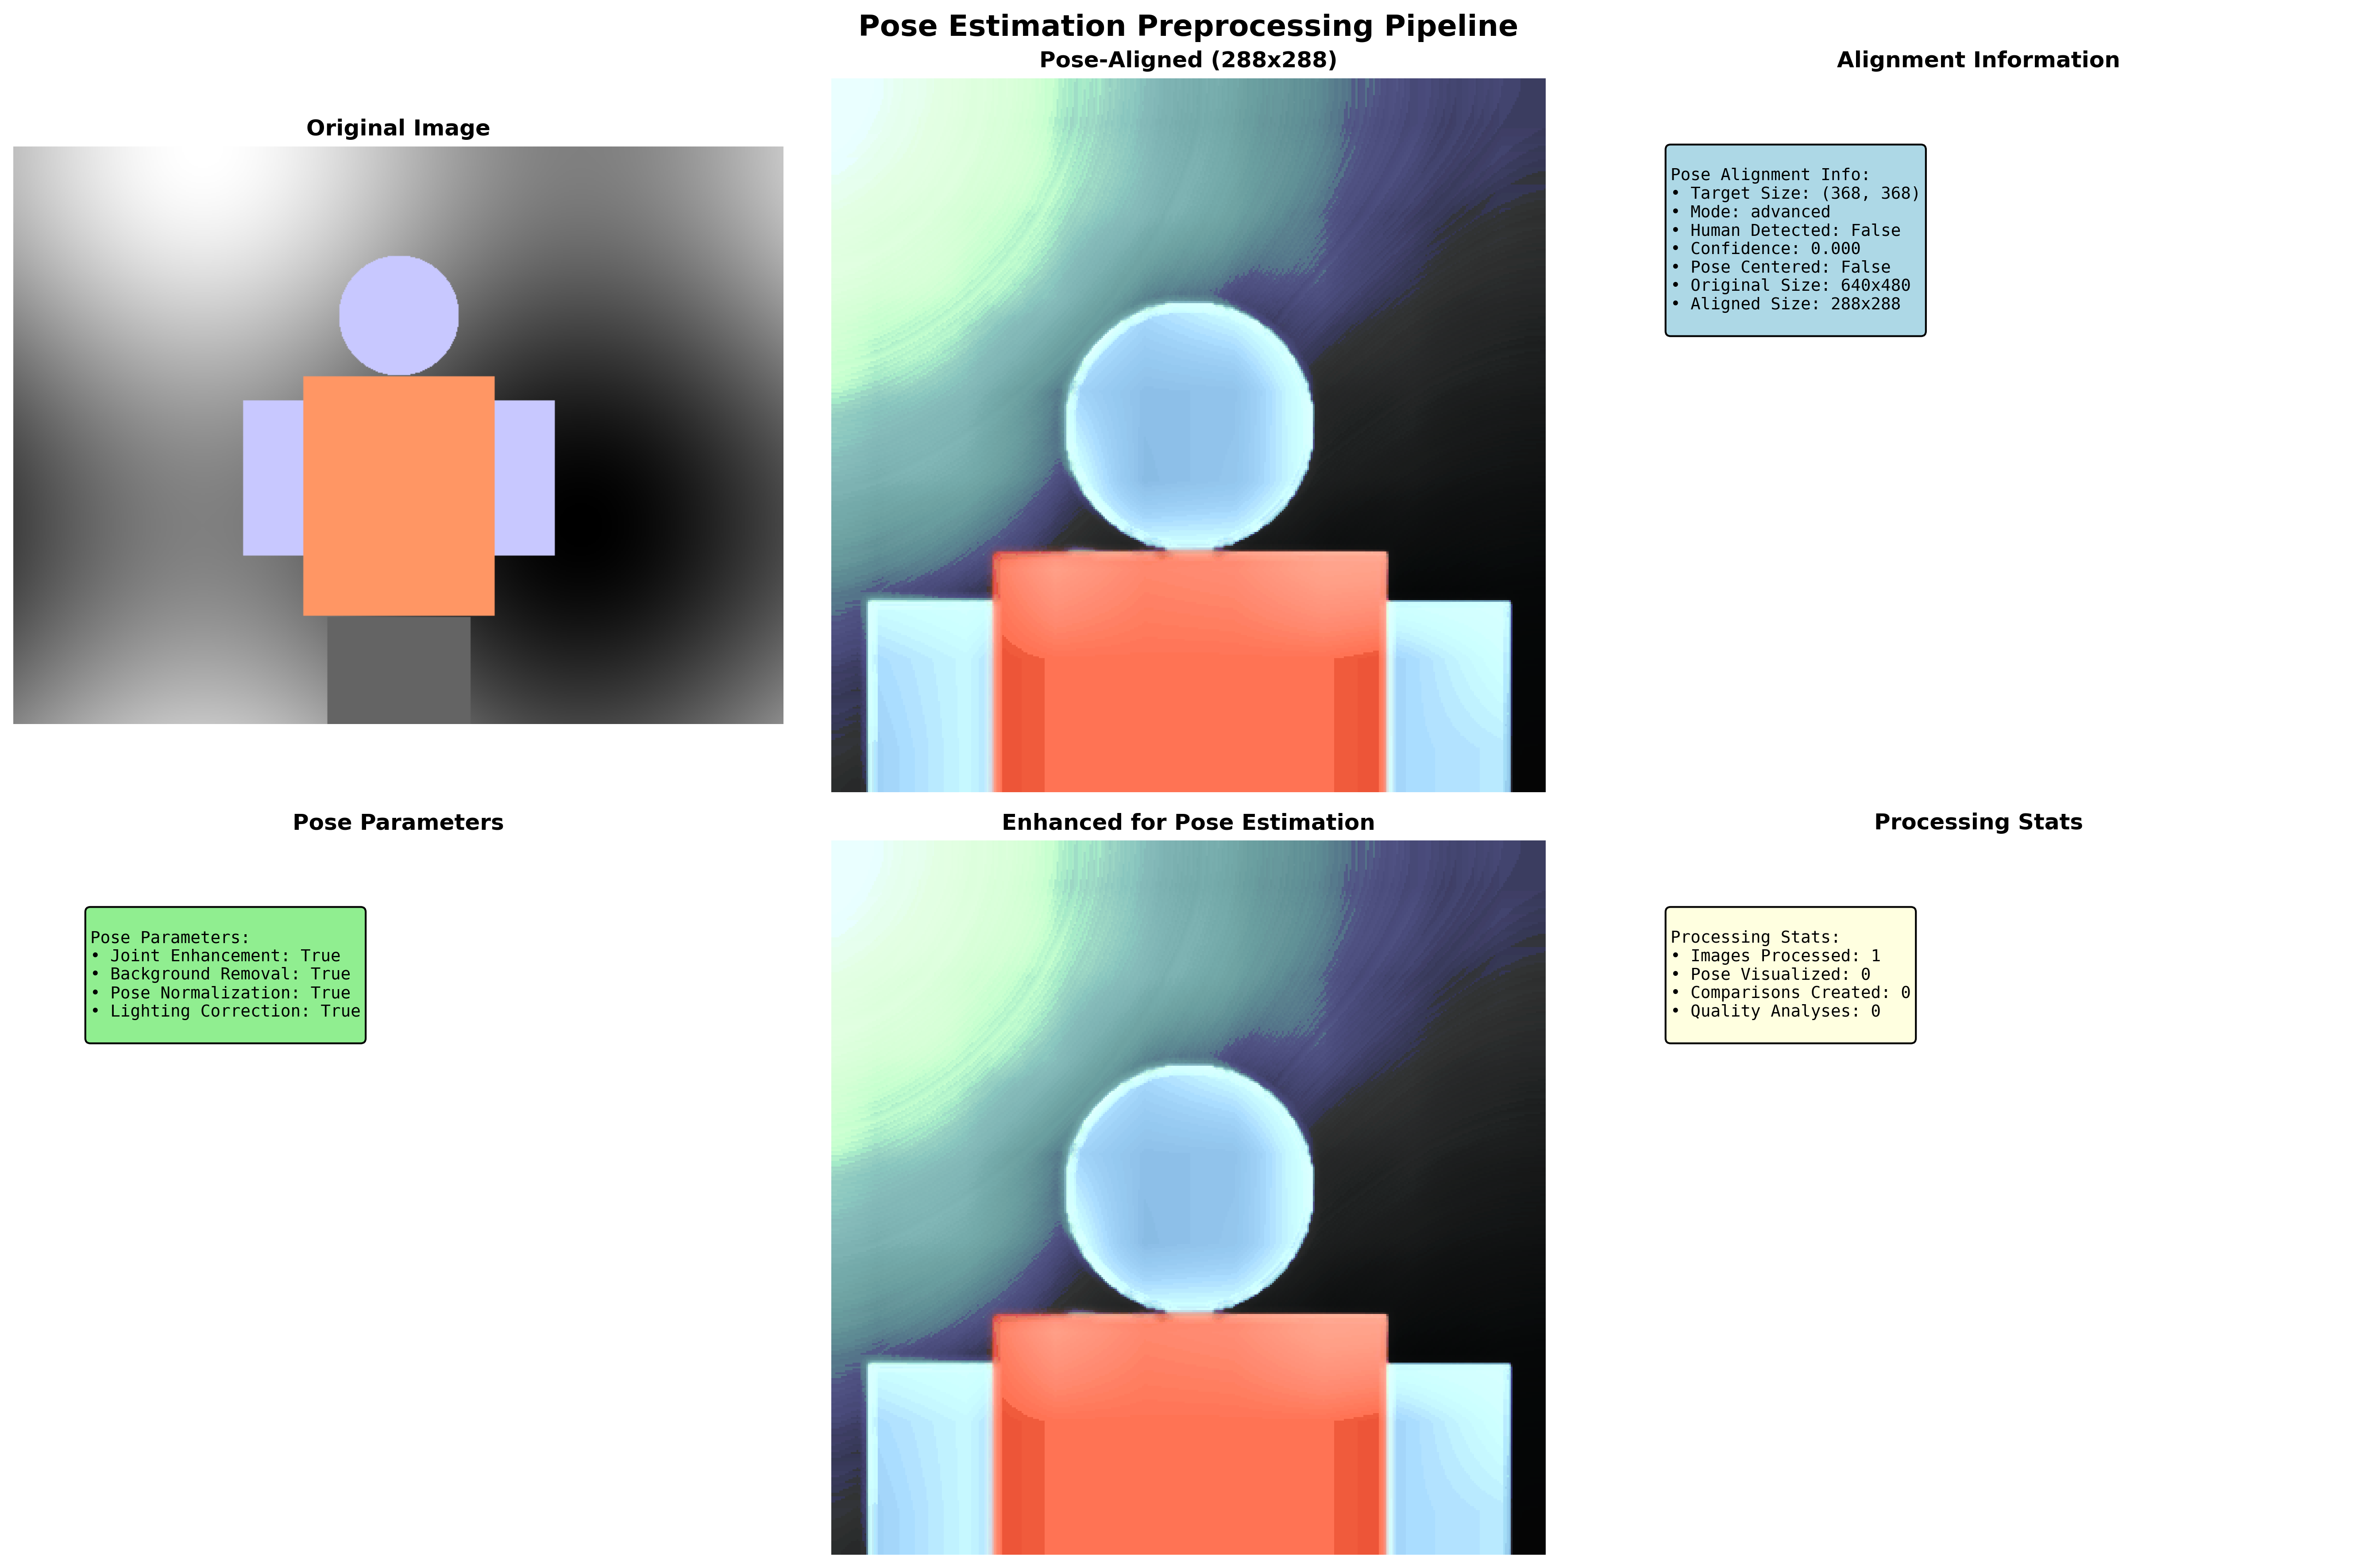 Pose Estimation Preprocessing Pipeline
Original Image
Pose-Aligned (288x288)
Alignment Information
Pose Alignment Info:
• Target Size: (368, 368)
• Mode: advanced
• Human Detected: False
• Confidence: 0.000
• Pose Centered: False
• Original Size: 640x480
• Aligned Size: 288x288
Pose Parameters
Pose Parameters:
• Joint Enhancement: True
• Background Removal: True
• Pose Normalization: True
• Lighting Correction: True
Enhanced for Pose Estimation
Processing Stats
Processing Stats:
• Images Processed: 1
• Pose Visualized: 0
• Comparisons Created: 0
• Quality Analyses: 0